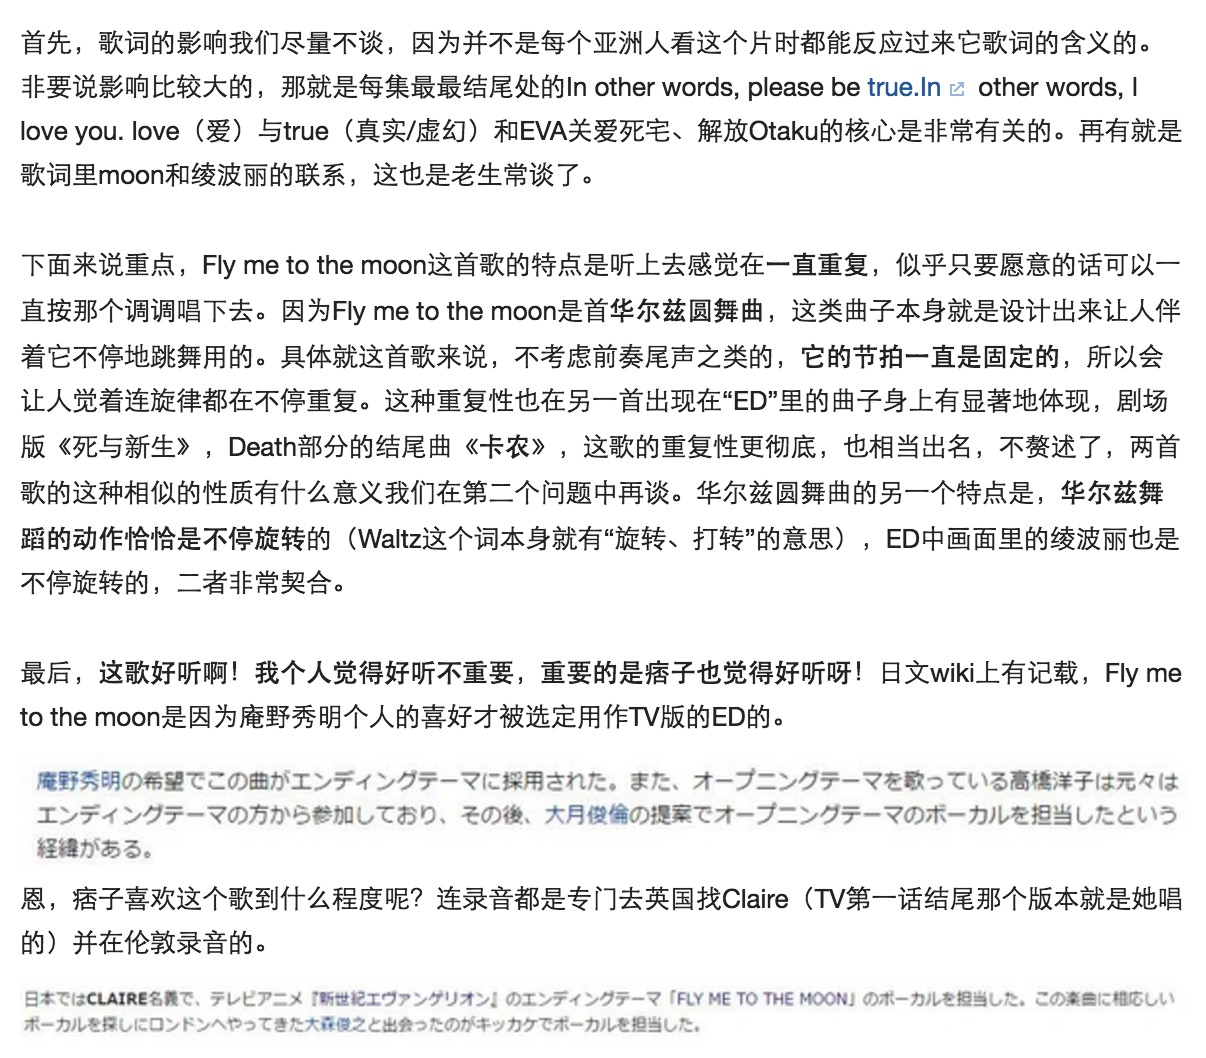 首先，歌词的影响我们尽量不谈，因为并不是每个亚洲人看这个片时都能反应过来它歌词的含义的。
非要说影响比较大的，那就是每集最最结尾处的In other words, please be true.In other words, I
love you. love（爱）与true（真实/虚幻）和EVA关爱死宅、解放Otaku的核心是非常有关的。再有就是
歌词里moon和绫波丽的联系，这也是老生常谈了。
下面来说重点，Fly me to the moon这首歌的特点是听上去感觉在一直重复，似乎只要愿意的话可以一
直按那个调调唱下去。因为Fly me to the moon是首华尔兹圆舞曲，这类曲子本身就是设计出来让人伴
着它不停地跳舞用的。具体就这首歌来说，不考虑前奏尾声之类的，它的节拍一直是固定的，所以会
让人觉着连旋律都在不停重复。这种重复性也在另一首出现在“ED”里的曲子身上有显著地体现，剧场
版《死与新生》，Death部分的结尾曲《卡农》，这歌的重复性更彻底，也相当出名，不赘述了，两首
歌的这种相似的性质有什么意义我们在第二个问题中再谈。华尔兹圆舞曲的另一个特点是，华尔兹舞
蹈的动作恰恰是不停旋转的（Waltz这个词本身就有“旋转、打转”的意思），ED中画面里的绫波丽也是
不停旋转的，二者非常契合。
最后，这歌好听啊！我个人觉得好听不重要，重要的是痞子也觉得好听呀！日文wiki上有记载，Fly me
to the moon是因为庵野秀明个人的喜好才被选定用作TV版的ED的。
庵野秀明の希望でこの曲がエンディングテーマに採用された。また、オープニングテーマを歌っている高橋洋子は元々は
エンディングテーマの方から参加しており、その後、大月俊倫の提案でオープニングテーマのボーカルを担当したという
経緯がある。
恩，痞子喜欢这个歌到什么程度呢？连录音都是专门去英国找Claire（TV第一话结尾那个版本就是她唱
的）并在伦敦录音的。
日本ではCLAIRE名義で、テレビアニメ『新世紀エヴァンゲリオン』のエンディングテーマ「FLY ME TO THE MOON」のボーカルを担当した。この楽曲に相応しい
ボーカルを探しにロンドンへやってきた大森俊之と出会ったのがキッカケでボーカルを担当した。